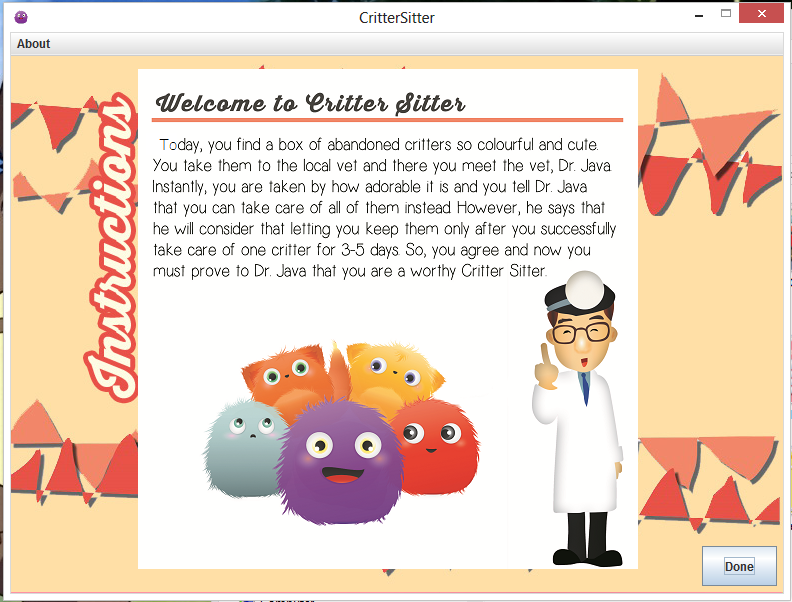 CritterSitter
About
Instructions
Welcome to Critter Sitter
Today, you find a box of abandoned critters so colourful and cute.
You take them to the local vet and there you meet the vet, Dr. Java.
Instantly, you are taken by how adorable it is and you tell Dr. Java
that you can take care of all of them instead. However, he says that
he will consider that letting you keep them only after you successfully
take care of one critter for 3-5 days. So, you agree and now you
must prove to Dr. Java that you are a worthy Critter Sitter.
Done